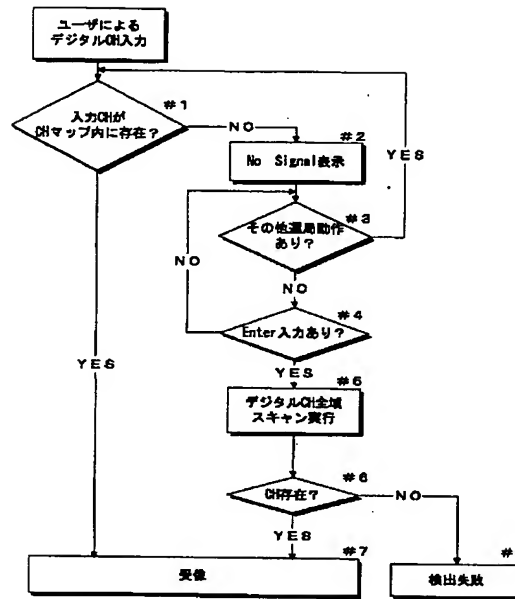 ユーザによる
デジタルCH入力
#1
入力CHが
CHマップ内に存在？
NO
#2
No Signal表示
YES
#3
その他選局動作
あり？
NO
NO
#4
Enter入力あり？
YES
YES
#5
デジタルCH全域
スキャン実行
#6
CH存在？
NO
YES
#7
受像
#
検出失敗